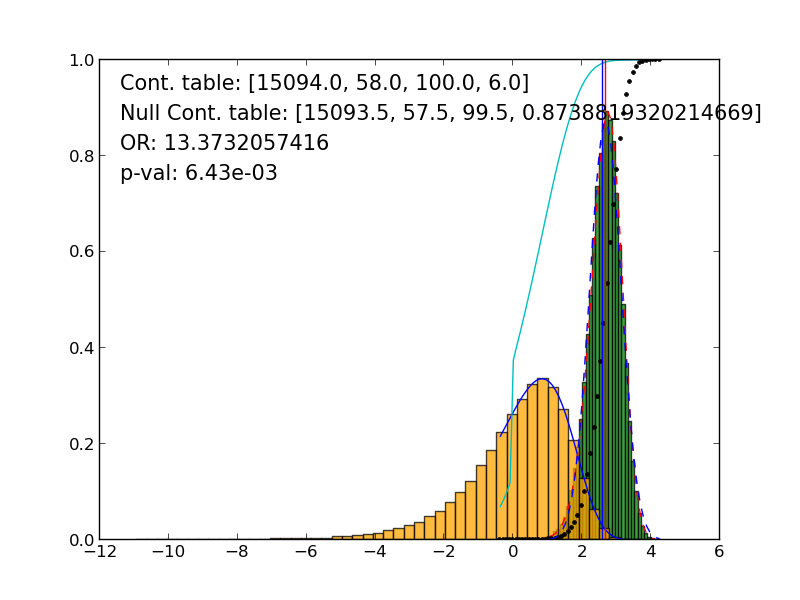 1.0
Cont. table: [15094.0, 58.0, 100.0, 6.0]
Null Cont. table: [15093.5, 57.5, 99.5, 0.8738819320214669]
OR: 13.3732057416
p-val: 6.43e-03
0.8
0.6
0.4
0.2
0.0
−12 −10 −8 −6 −4 −2 0 2 4 6